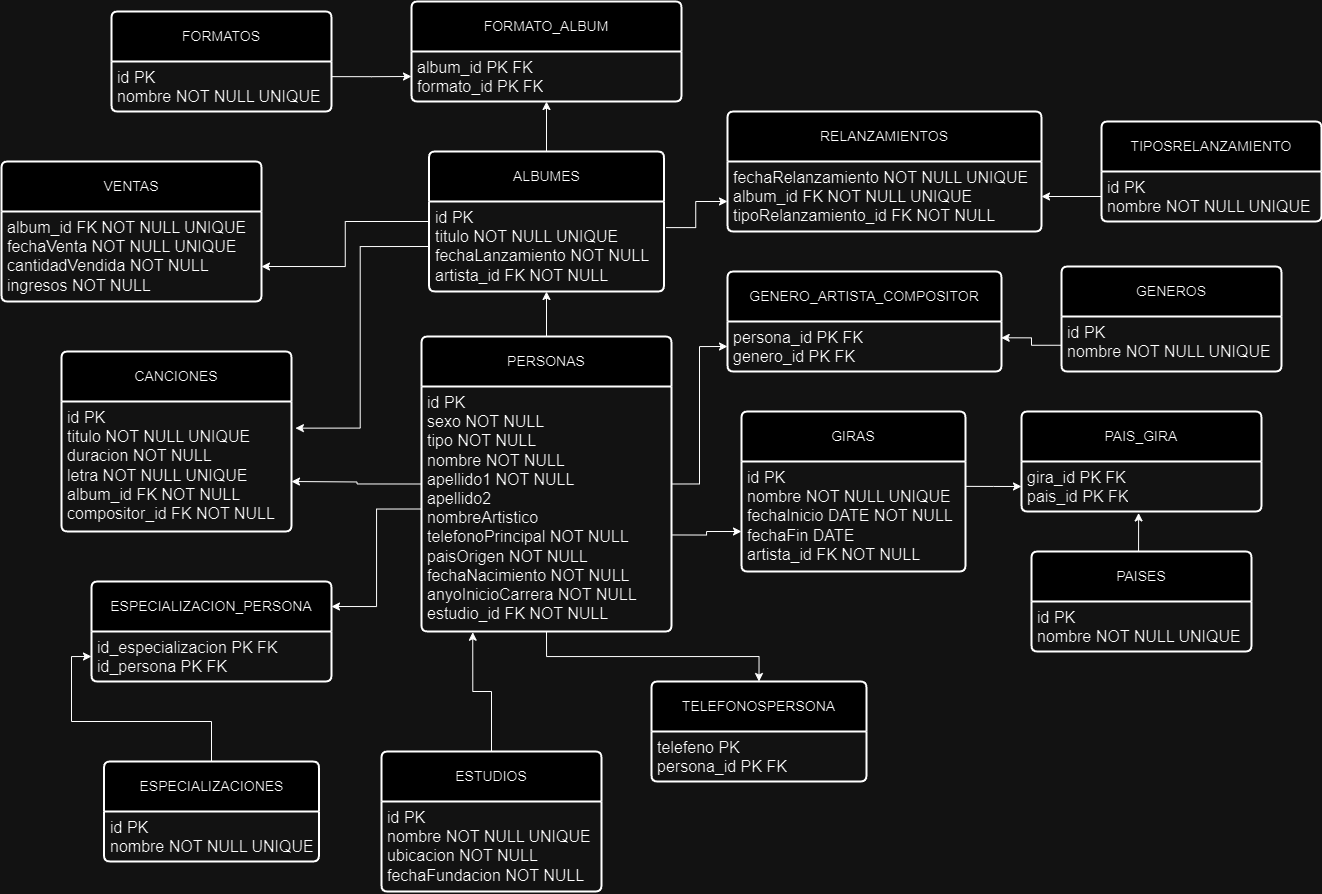 FORMATOS
id PK
nombre NOT NULL UNIQUE
FORMATO_ALBUM
album_id PK FK
formato_id PK FK
VENTAS
album_id FK NOT NULL UNIQUE
fechaVenta NOT NULL UNIQUE
cantidadVendida NOT NULL
ingresos NOT NULL
ALBUMES
id PK
titulo NOT NULL UNIQUE
fechaLanzamiento NOT NULL
artista_id FK NOT NULL
RELANZAMIENTOS
fechaRelanzamiento NOT NULL UNIQUE
album_id FK NOT NULL UNIQUE
tipoRelanzamiento_id FK NOT NULL
TIPOSRELANZAMIENTO
id PK
nombre NOT NULL UNIQUE
GENERO_ARTISTA_COMPOSITOR
persona_id PK FK
genero_id PK FK
GENEROS
id PK
nombre NOT NULL UNIQUE
CANCIONES
id PK
titulo NOT NULL UNIQUE
duracion NOT NULL
letra NOT NULL UNIQUE
album_id FK NOT NULL
compositor_id FK NOT NULL
PERSONAS
id PK
sexo NOT NULL
tipo NOT NULL
nombre NOT NULL
apellido1 NOT NULL
apellido2
nombreArtistico
telefonoPrincipal NOT NULL
paisOrigen NOT NULL
fechaNacimiento NOT NULL
anyoInicioCarrera NOT NULL
estudio_id FK NOT NULL
GIRAS
id PK
nombre NOT NULL UNIQUE
fechaInicio DATE NOT NULL
fechaFin DATE
artista_id FK NOT NULL
PAIS_GIRA
gira_id PK FK
pais_id PK FK
PAISES
id PK
nombre NOT NULL UNIQUE
ESPECIALIZACION_PERSONA
id_especializacion PK FK
id_persona PK FK
TELEFONOSPERSONA
telefeno PK
persona_id PK FK
ESPECIALIZACIONES
id PK
nombre NOT NULL UNIQUE
ESTUDIOS
id PK
nombre NOT NULL UNIQUE
ubicacion NOT NULL
fechaFundacion NOT NULL